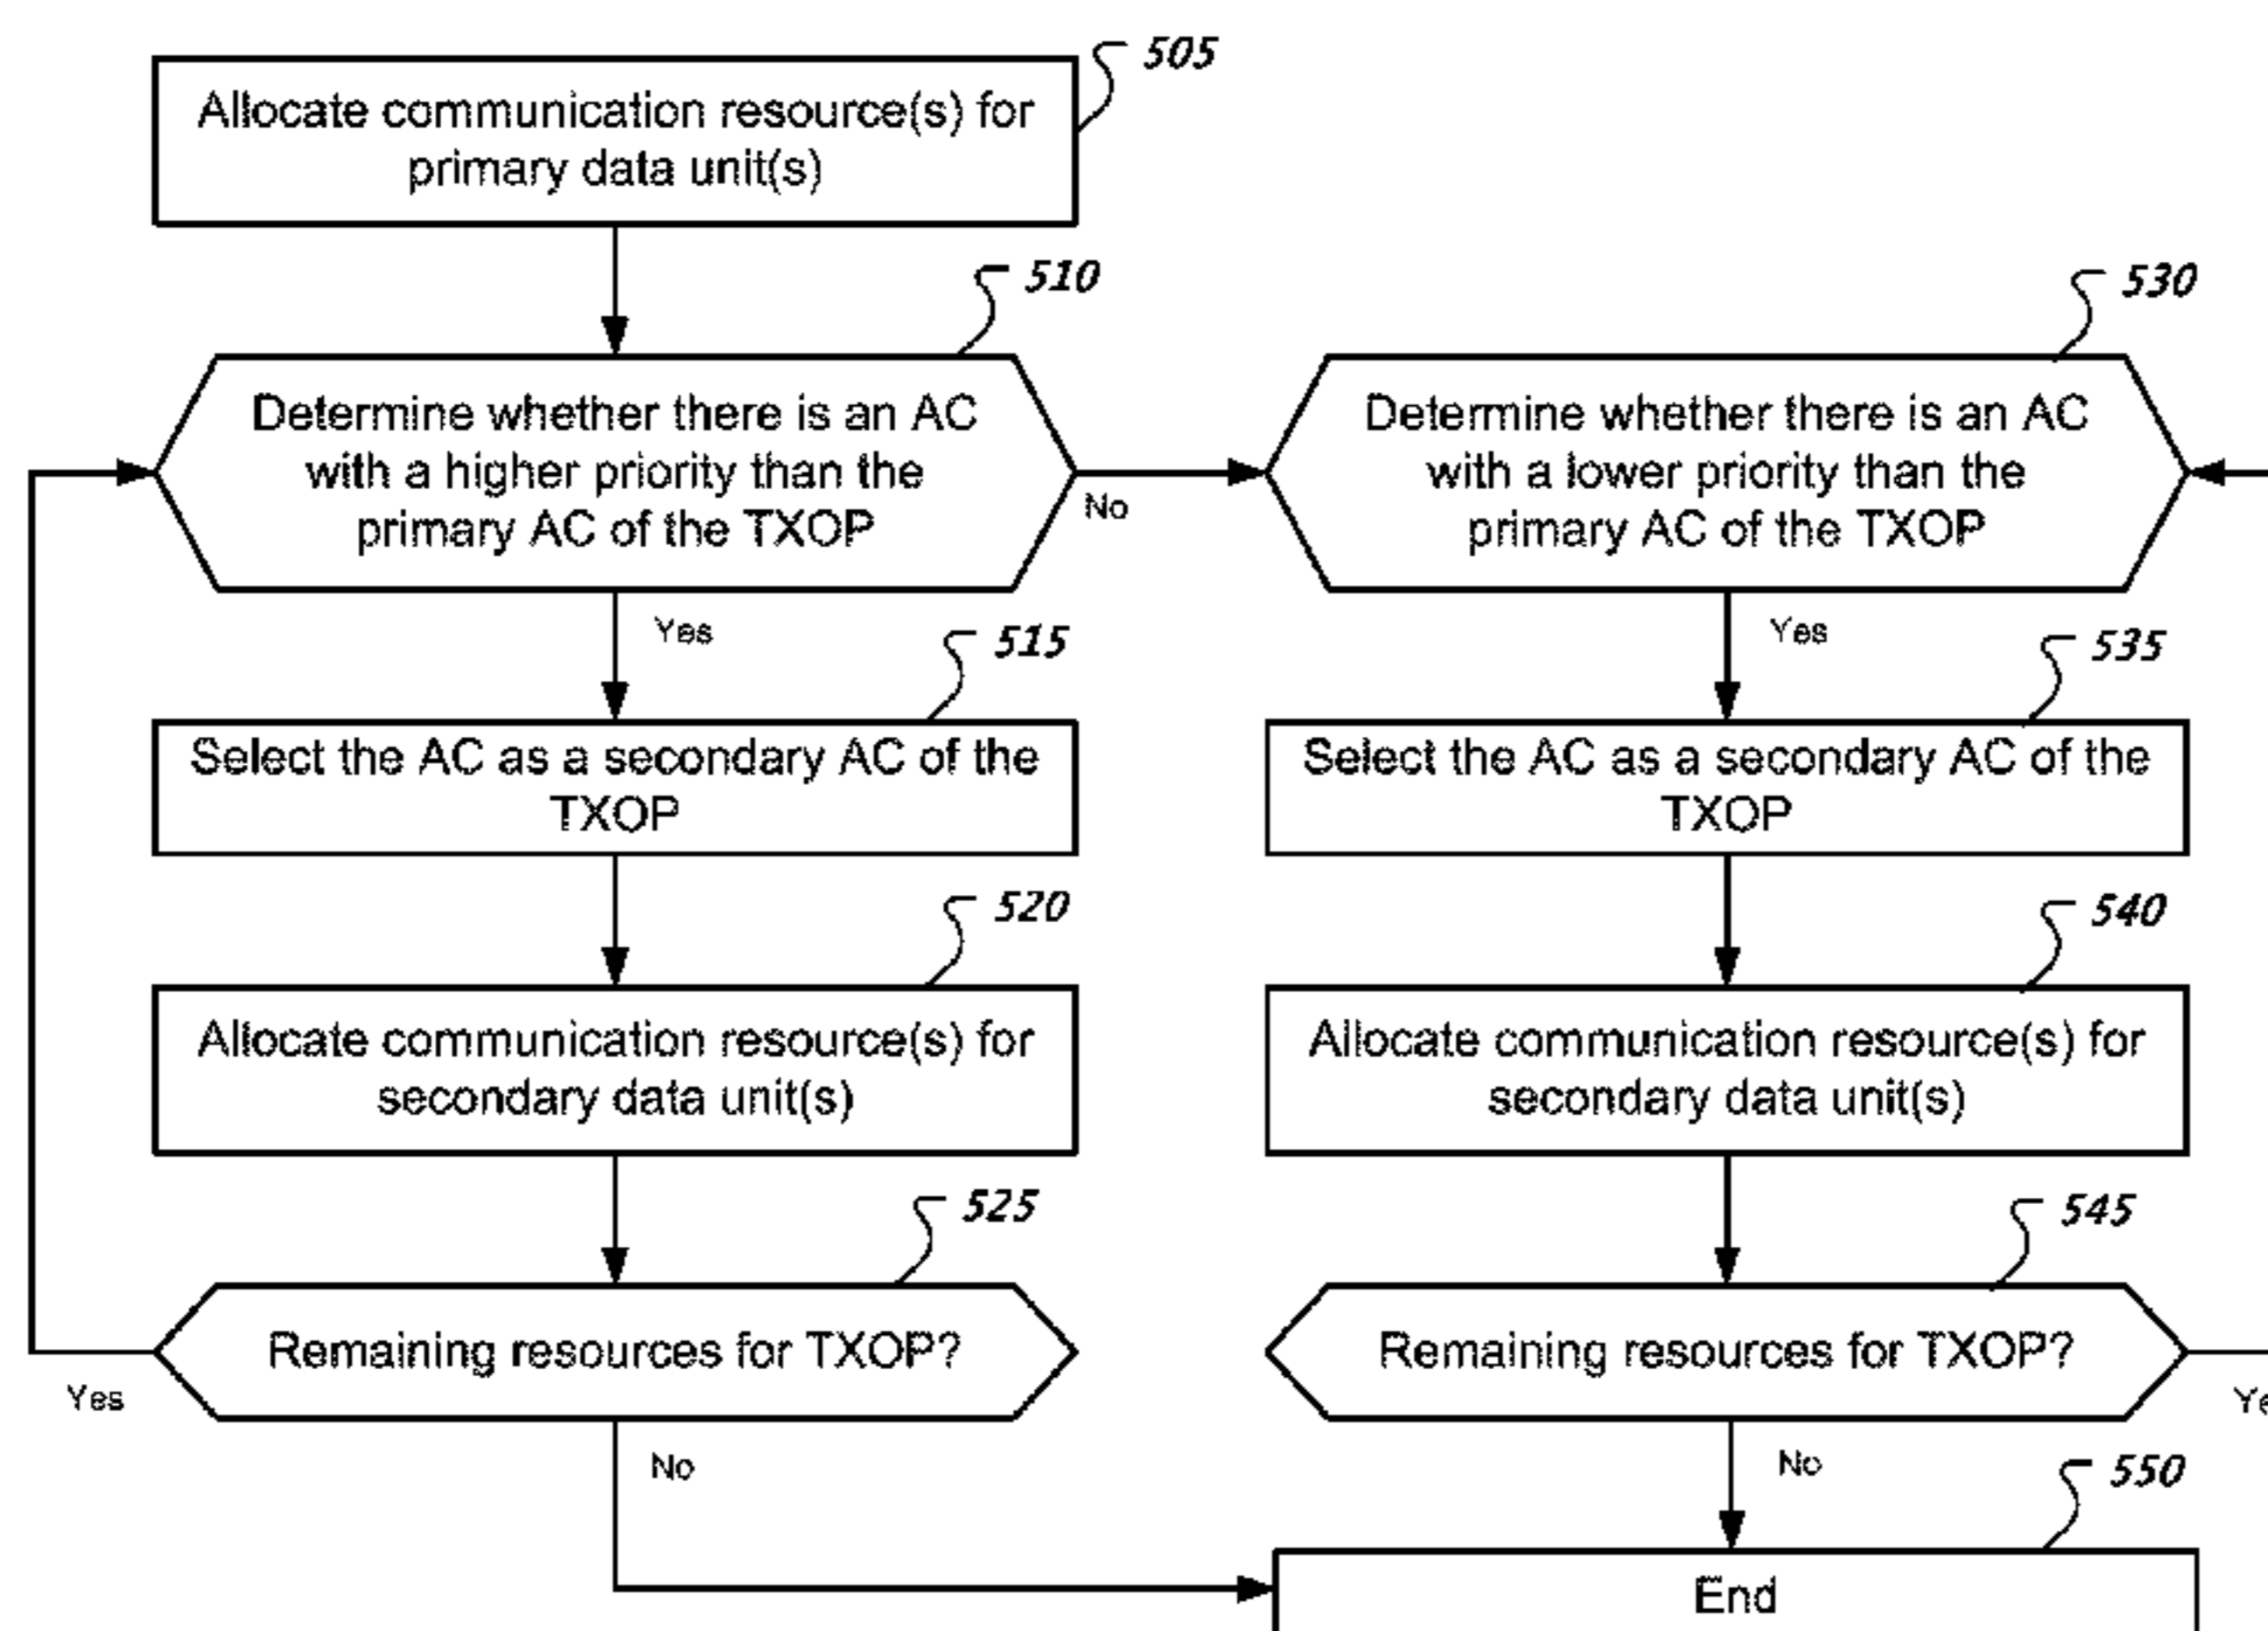 505
Allocate communication resource(s) for
primary data unit(s)
510
Determine whether there is an AC
with a higher priority than the
primary AC of the TXOP
No
Yes
515
Select the AC as a secondary AC of the
TXOP
520
Allocate communication resource(s) for
secondary data unit(s)
525
Remaining resources for TXOP?
Yes
No
530
Determine whether there is an AC
with a lower priority than the
primary AC of the TXOP
Yes
535
Select the AC as a secondary AC of the
TXOP
540
Allocate communication resource(s) for
secondary data unit(s)
545
Remaining resources for TXOP?
No
550
End